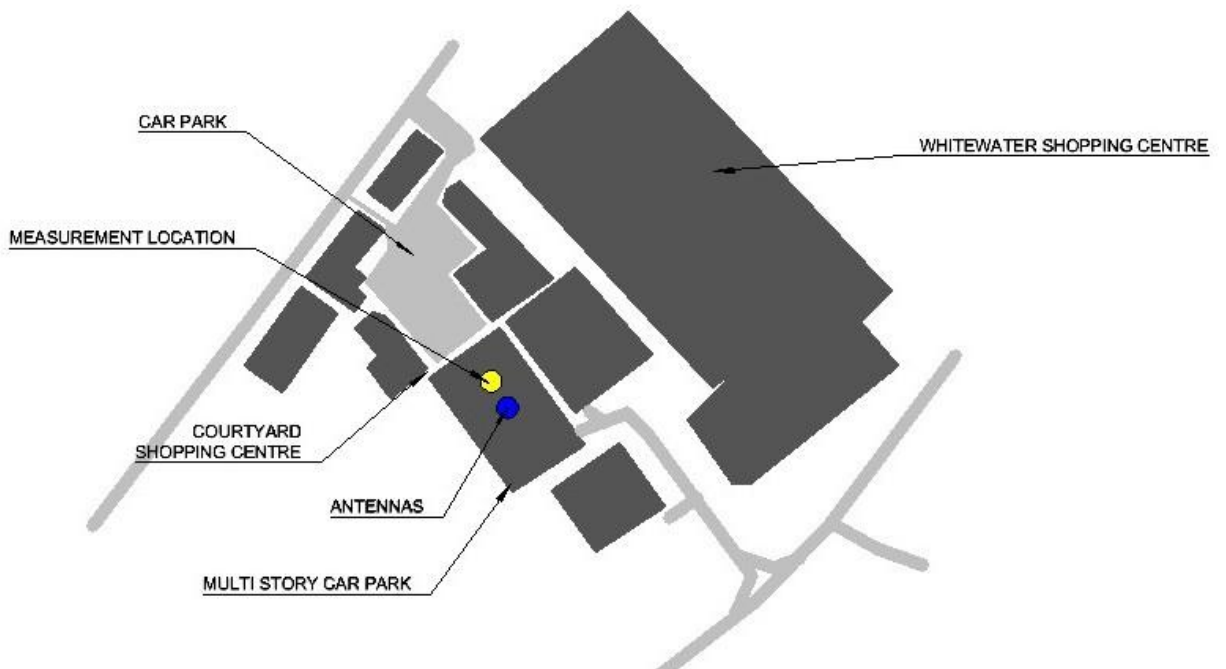 CAR PARK
WHITEWATER SHOPPING CENTRE
MEASUREMENT LOCATION
COURTYARD
SHOPPING CENTRE
ANTENNAS
MULTI STORY CAR PARK